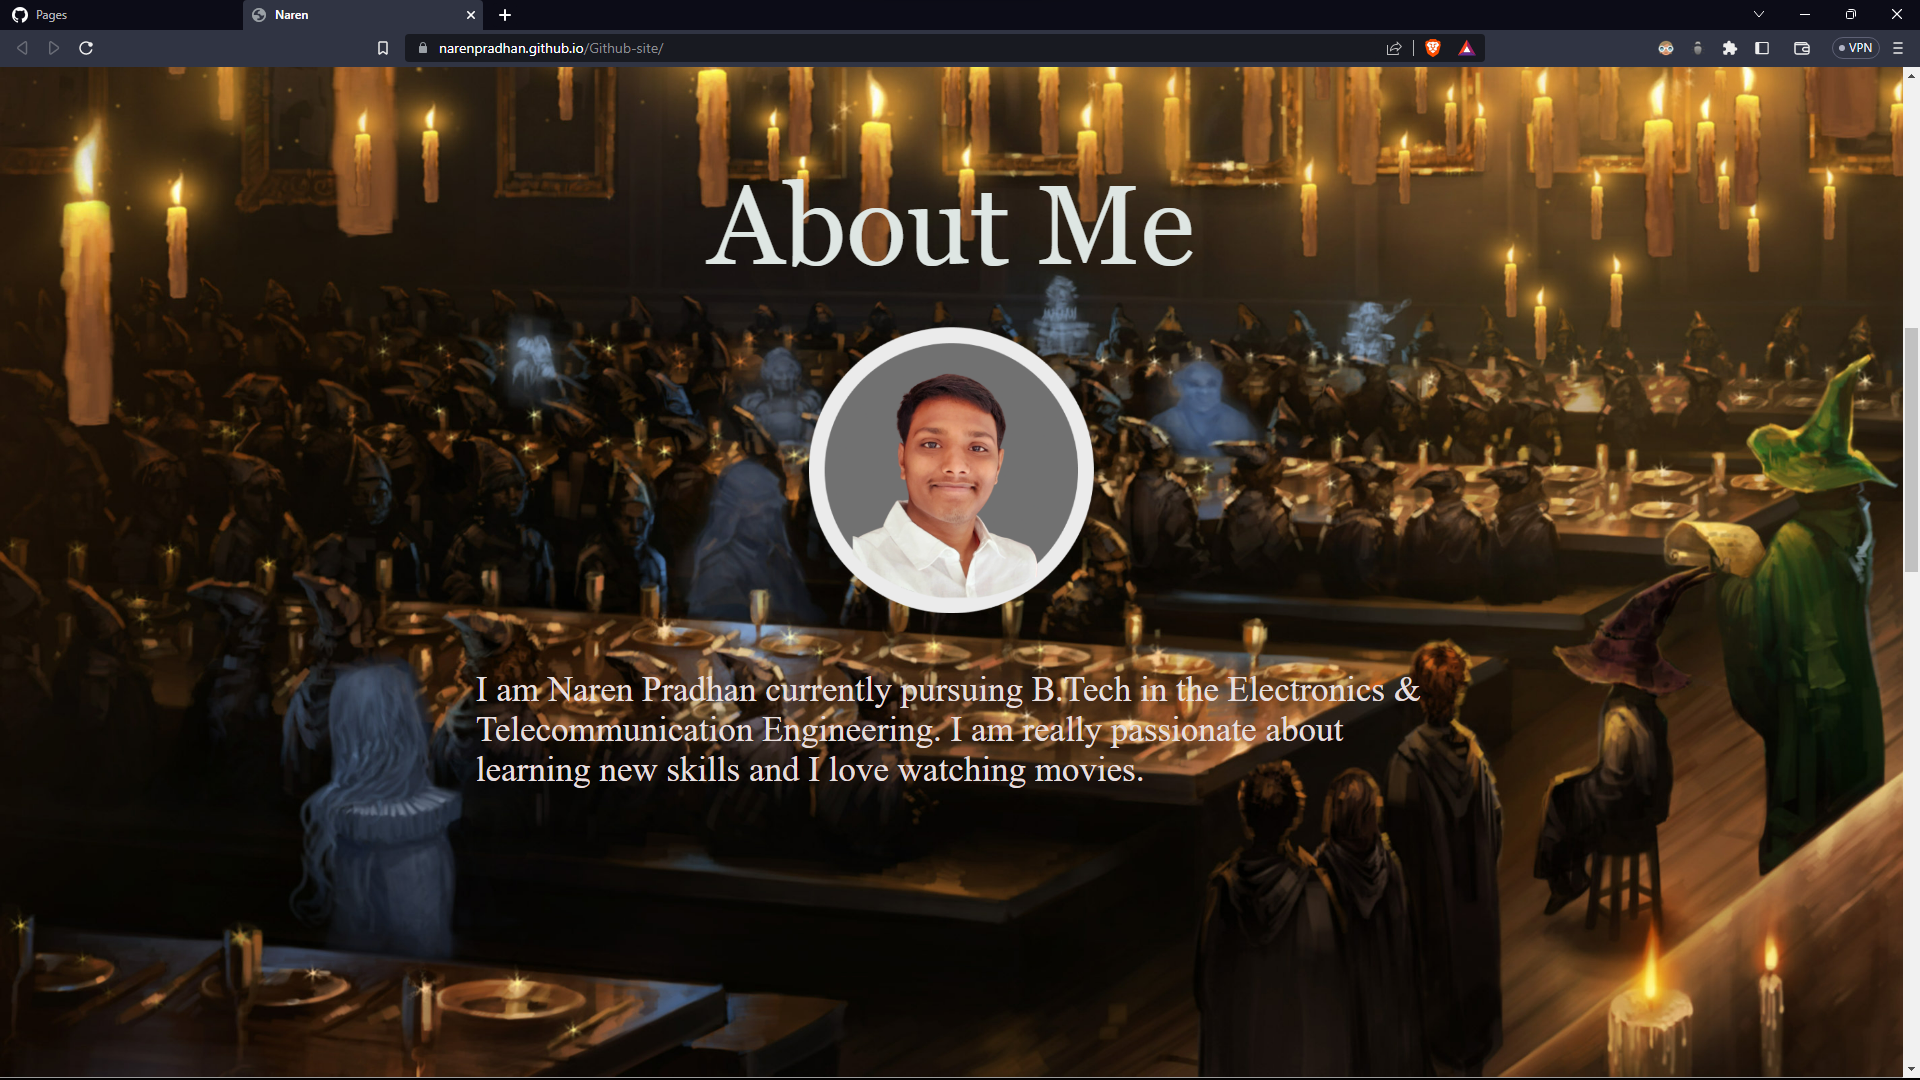 Pages
Naren
narenpradhan.github.io/Github-site/
VPN
About Me
I am Naren Pradhan currently pursuing B.Tech in the Electronics &
Telecommunication Engineering. I am really passionate about
learning new skills and I love watching movies.